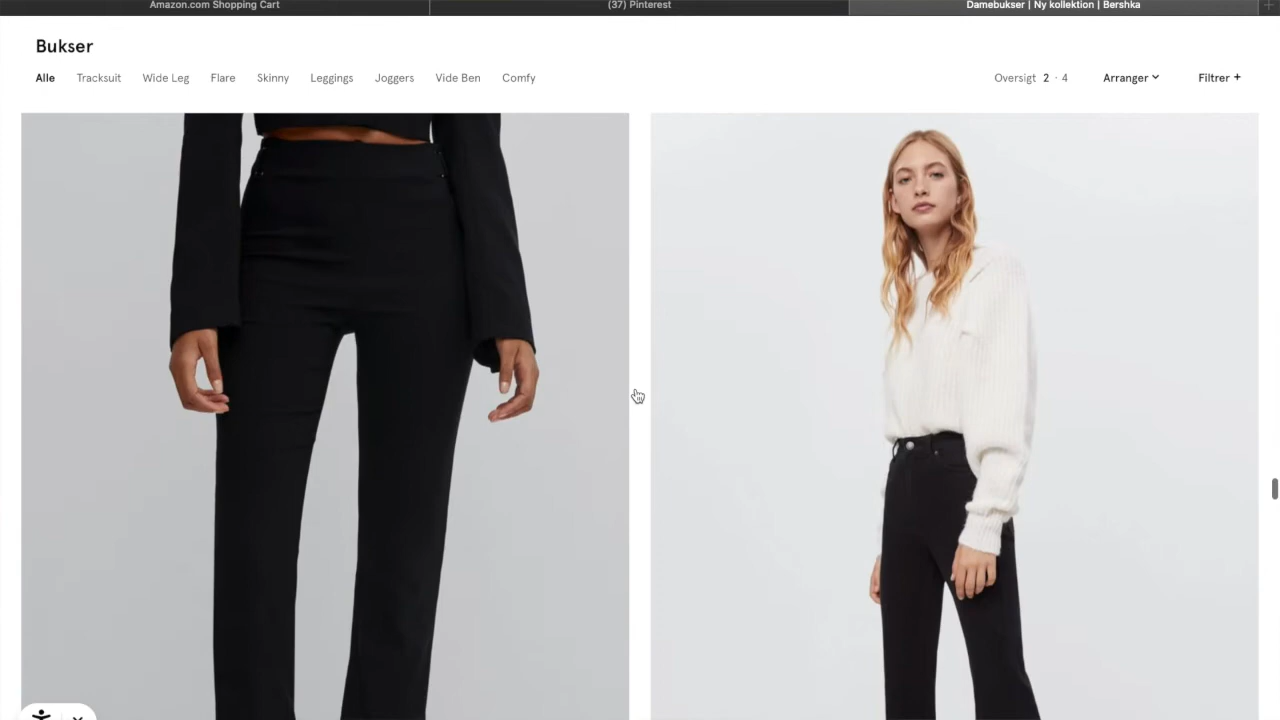 Amazon.com Shopping Cart
(37) Pinterest
Damebukser | Ny kollektion | Bershka
Bukser
Alle Tracksuit Wide Leg Flare Skinny Leggings Joggers Vide Ben Comfy
Oversigt 2 · 4 Arranger Filtrer +